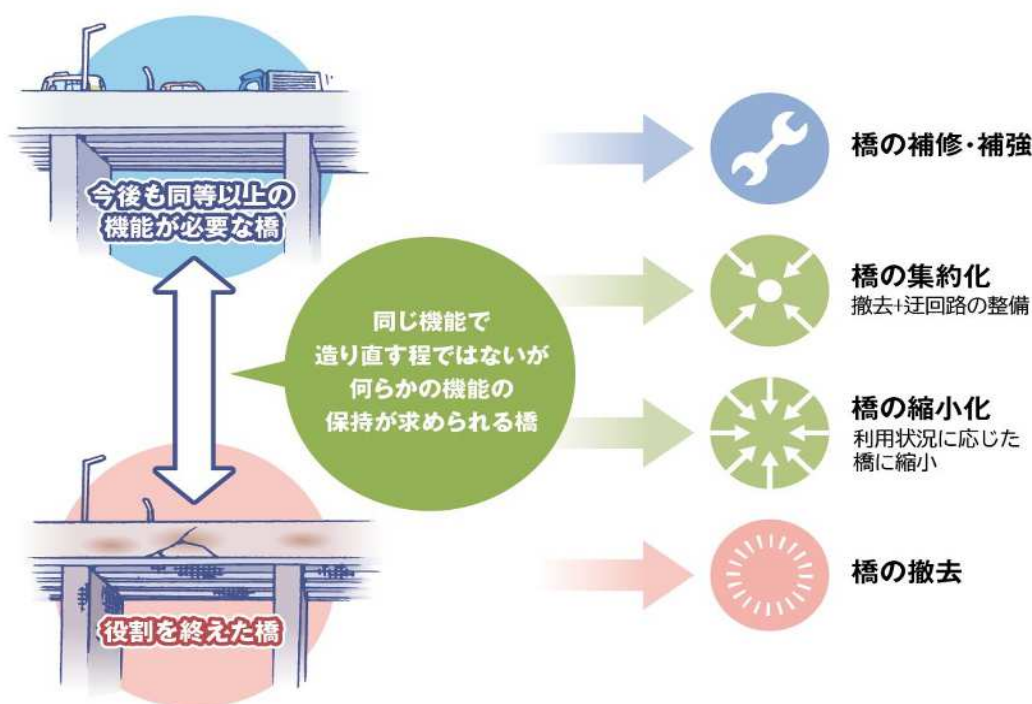 今後も同等以上の
機能が必要な橋
同じ機能で
造り直す程ではないが
何らかの機能の
保持が求められる橋
役割を終えた橋
橋の補修・補強
橋の集約化
撤去+迂回路の整備
橋の縮小化
利用状況に応じた
橋に縮小
橋の撤去